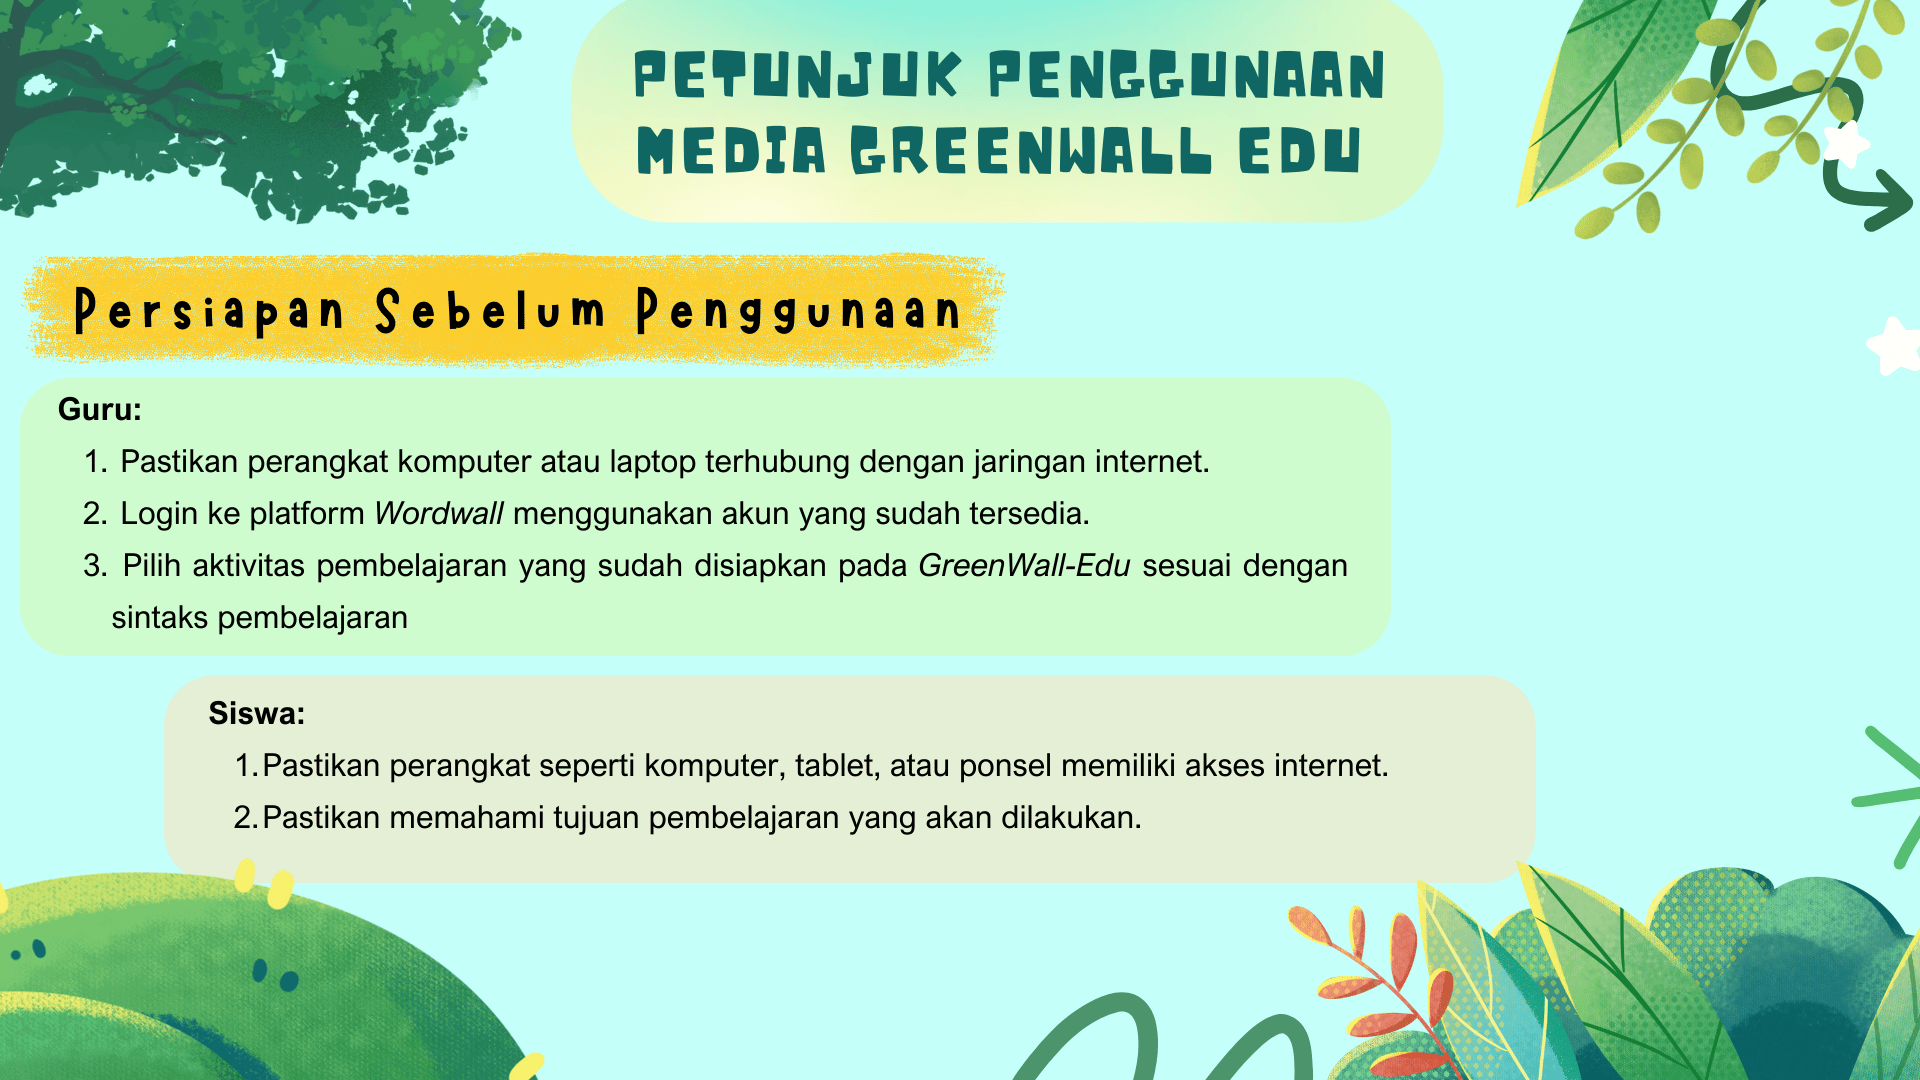 PETUNJUK PENGGUNAAN
MEDIA GREENWALL EDU
Persiapan Sebelum Penggunaan
Guru:
1. Pastikan perangkat komputer atau laptop terhubung dengan jaringan internet.
2. Login ke platform Wordwall menggunakan akun yang sudah tersedia.
3. Pilih aktivitas pembelajaran yang sudah disiapkan pada GreenWall-Edu sesuai dengan
sintaks pembelajaran
Siswa:
1. Pastikan perangkat seperti komputer, tablet, atau ponsel memiliki akses internet.
2. Pastikan memahami tujuan pembelajaran yang akan dilakukan.